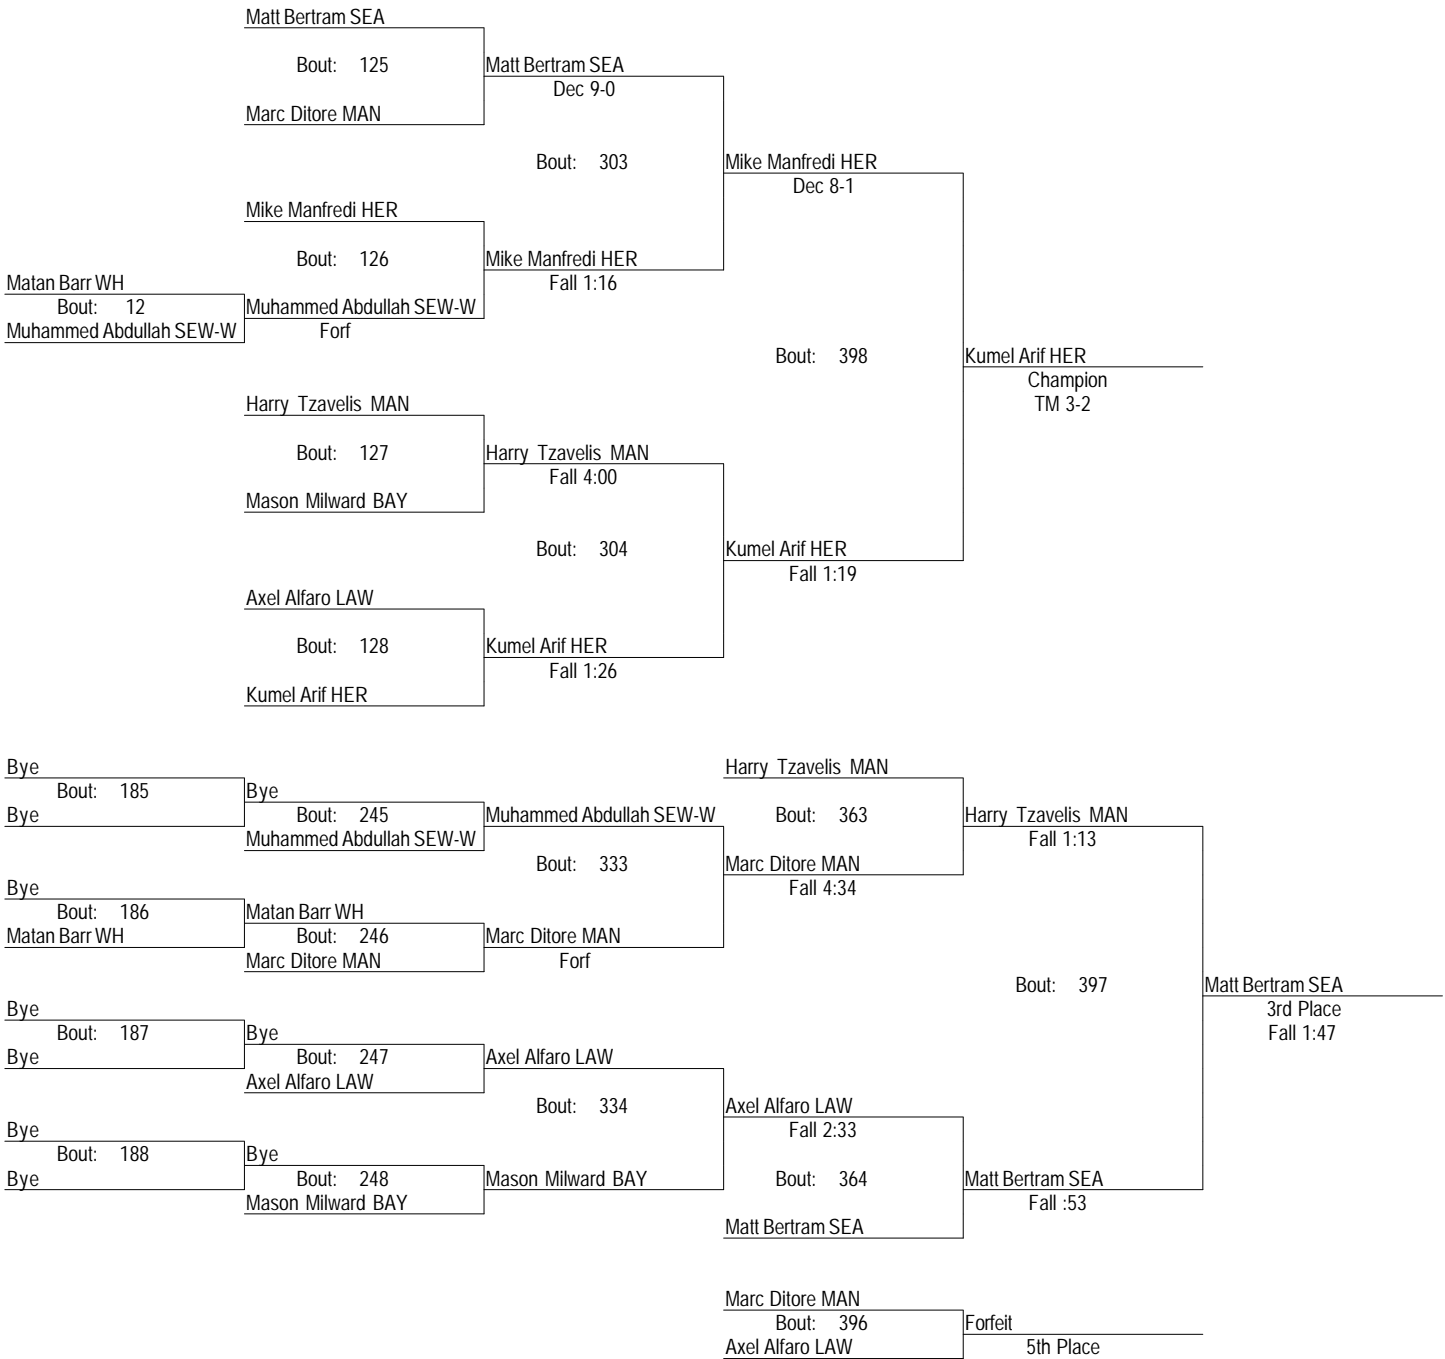 Matt Bertram SEA
Bout: 125
Matt Bertram SEA
Dec 9-0
Marc Ditore MAN
Bout: 303
Mike Manfredi HER
Dec 8-1
Mike Manfredi HER
Bout: 126
Mike Manfredi HER
Fall 1:16
Matan Barr WH
Bout: 12
Muhammed Abdullah SEW-W
Muhammed Abdullah SEW-W
Forf
Bout: 398
Kumel Arif HER
Champion
TM 3-2
Harry Tzavelis MAN
Bout: 127
Harry Tzavelis MAN
Fall 4:00
Mason Milward BAY
Bout: 304
Kumel Arif HER
Fall 1:19
Axel Alfaro LAW
Bout: 128
Kumel Arif HER
Fall 1:26
Kumel Arif HER
Bye
Bout: 185
Bye
Bye
Bout: 245
Muhammed Abdullah SEW-W
Muhammed Abdullah SEW-W
Harry Tzavelis MAN
Bout: 363
Harry Tzavelis MAN
Fall 1:13
Bout: 333
Marc Ditore MAN
Fall 4:34
Bye
Bout: 186
Matan Barr WH
Matan Barr WH
Bout: 246
Marc Ditore MAN
Marc Ditore MAN
Forf
Bout: 397
Matt Bertram SEA
3rd Place
Fall 1:47
Bye
Bout: 187
Bye
Bye
Bout: 247
Axel Alfaro LAW
Axel Alfaro LAW
Bout: 334
Axel Alfaro LAW
Fall 2:33
Bye
Bout: 188
Bye
Bye
Bout: 248
Mason Milward BAY
Mason Milward BAY
Bout: 364
Matt Bertram SEA
Fall :53
Matt Bertram SEA
Marc Ditore MAN
Bout: 396
Axel Alfaro LAW
Forfeit
5th Place